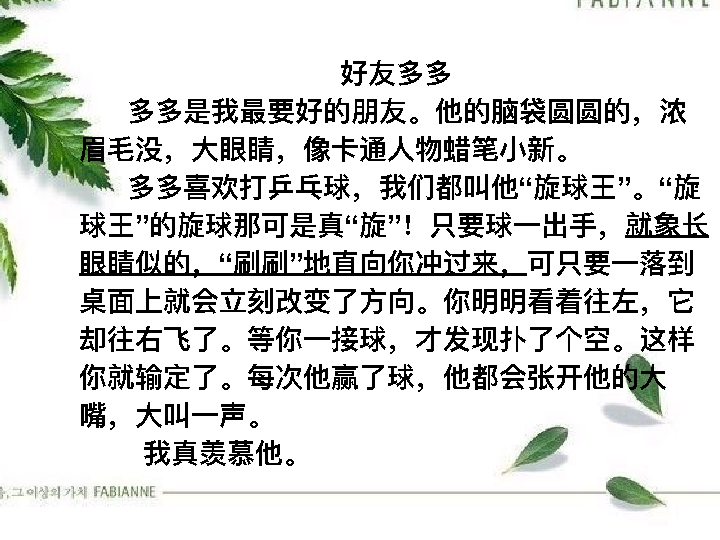 FABIANNE
好友多多
多多是我最要好的朋友。他的脑袋圆圆的，浓
眉毛没，大眼睛，像卡通人物蜡笔小新。
多多喜欢打乒乓球，我们都叫他“旋球王”。“旋
球王”的旋球那可是真“旋”！只要球一出手，就象长
眼睛似的，“刷刷”地直向你冲过来，可只要一落到
桌面上就会立刻改变了方向。你明明看着往左，它
却往右飞了。等你一接球，才发现扑了个空。这样
你就输定了。每次他赢了球，他都会张开他的大
嘴，大叫一声。
我真羡慕他。
그 이상의 가치 FABIANNE